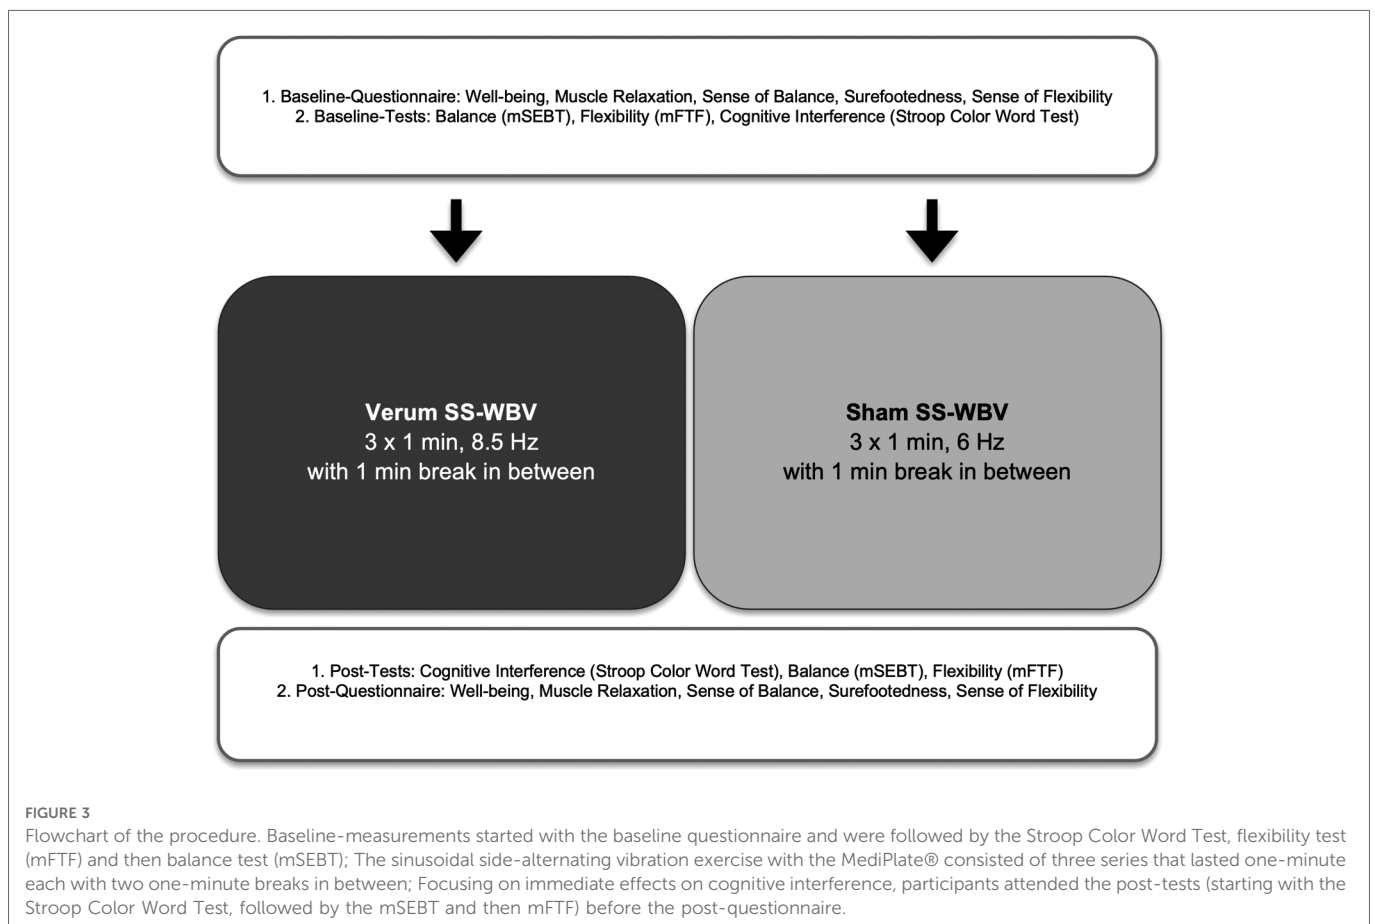 1. Baseline-Questionnaire: Well-being, Muscle Relaxation, Sense of Balance, Surefootedness, Sense of Flexibility
2. Baseline-Tests: Balance (mSEBT), Flexibility (mFTF), Cognitive Interference (Stroop Color Word Test)
Verum SS-WBV
3 x 1 min, 8.5 Hz
with 1 min break in between
Sham SS-WBV
3 x 1 min, 6 Hz
with 1 min break in between
1. Post-Tests: Cognitive Interference (Stroop Color Word Test), Balance (mSEBT), Flexibility (mFTF)
2. Post-Questionnaire: Well-being, Muscle Relaxation, Sense of Balance, Surefootedness, Sense of Flexibility
FIGURE 3
Flowchart of the procedure. Baseline-measurements started with the baseline questionnaire and were followed by the Stroop Color Word Test, flexibility test
(mFTF) and then balance test (mSEBT); The sinusoidal side-alternating vibration exercise with the MediPlate® consisted of three series that lasted one-minute
each with two one-minute breaks in between; Focusing on immediate effects on cognitive interference, participants attended the post-tests (starting with the
Stroop Color Word Test, followed by the mSEBT and then mFTF) before the post-questionnaire.